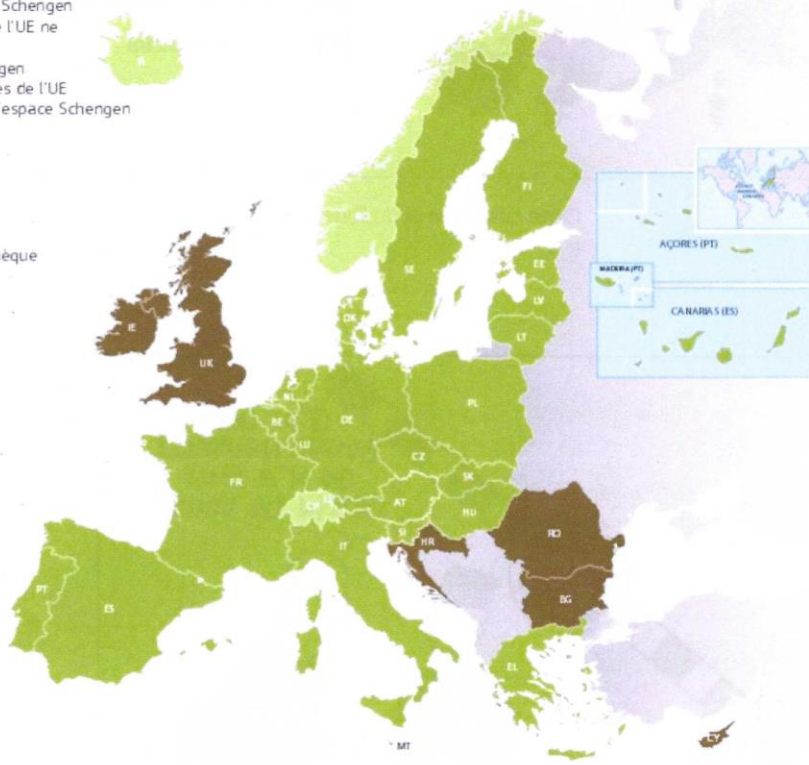 Schengen
l'UE ne
gen
es de l'UE
'espace Schengen
èque
IS
NO
SE
FI
EE
LV
LT
DK
IE
UK
NL
BE
LU
DE
PL
CZ
SK
FR
CH
AT
HU
SI
HR
RO
IT
BG
PT
ES
EL
MT
CY
AÇORES (PT)
MADEIRA (PT)
CANARIAS (ES)